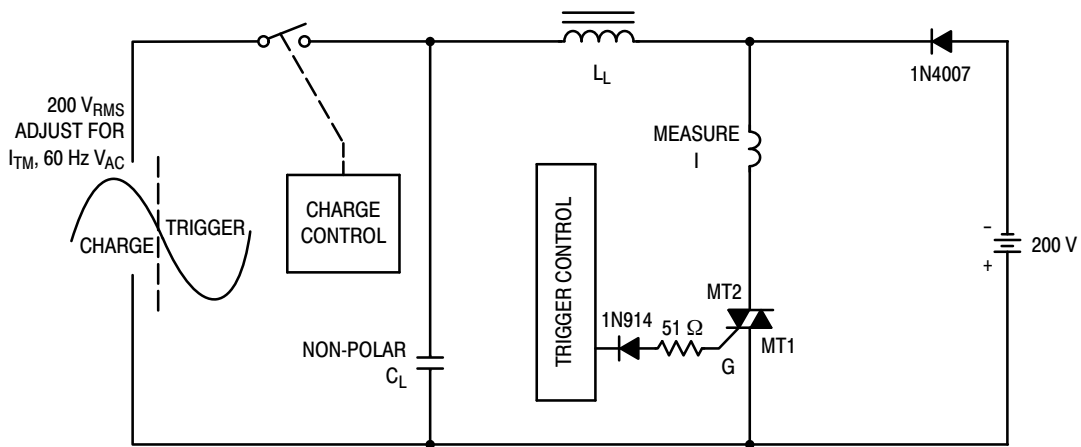 200 VRMS
ADJUST FOR
ITM, 60 Hz VAC
CHARGE
TRIGGER
CHARGE
CONTROL
NON-POLAR
CL
LL
TRIGGER CONTROL
MEASURE
I
1N914
51 Ω
G
MT2
MT1
1N4007
-
+
200 V